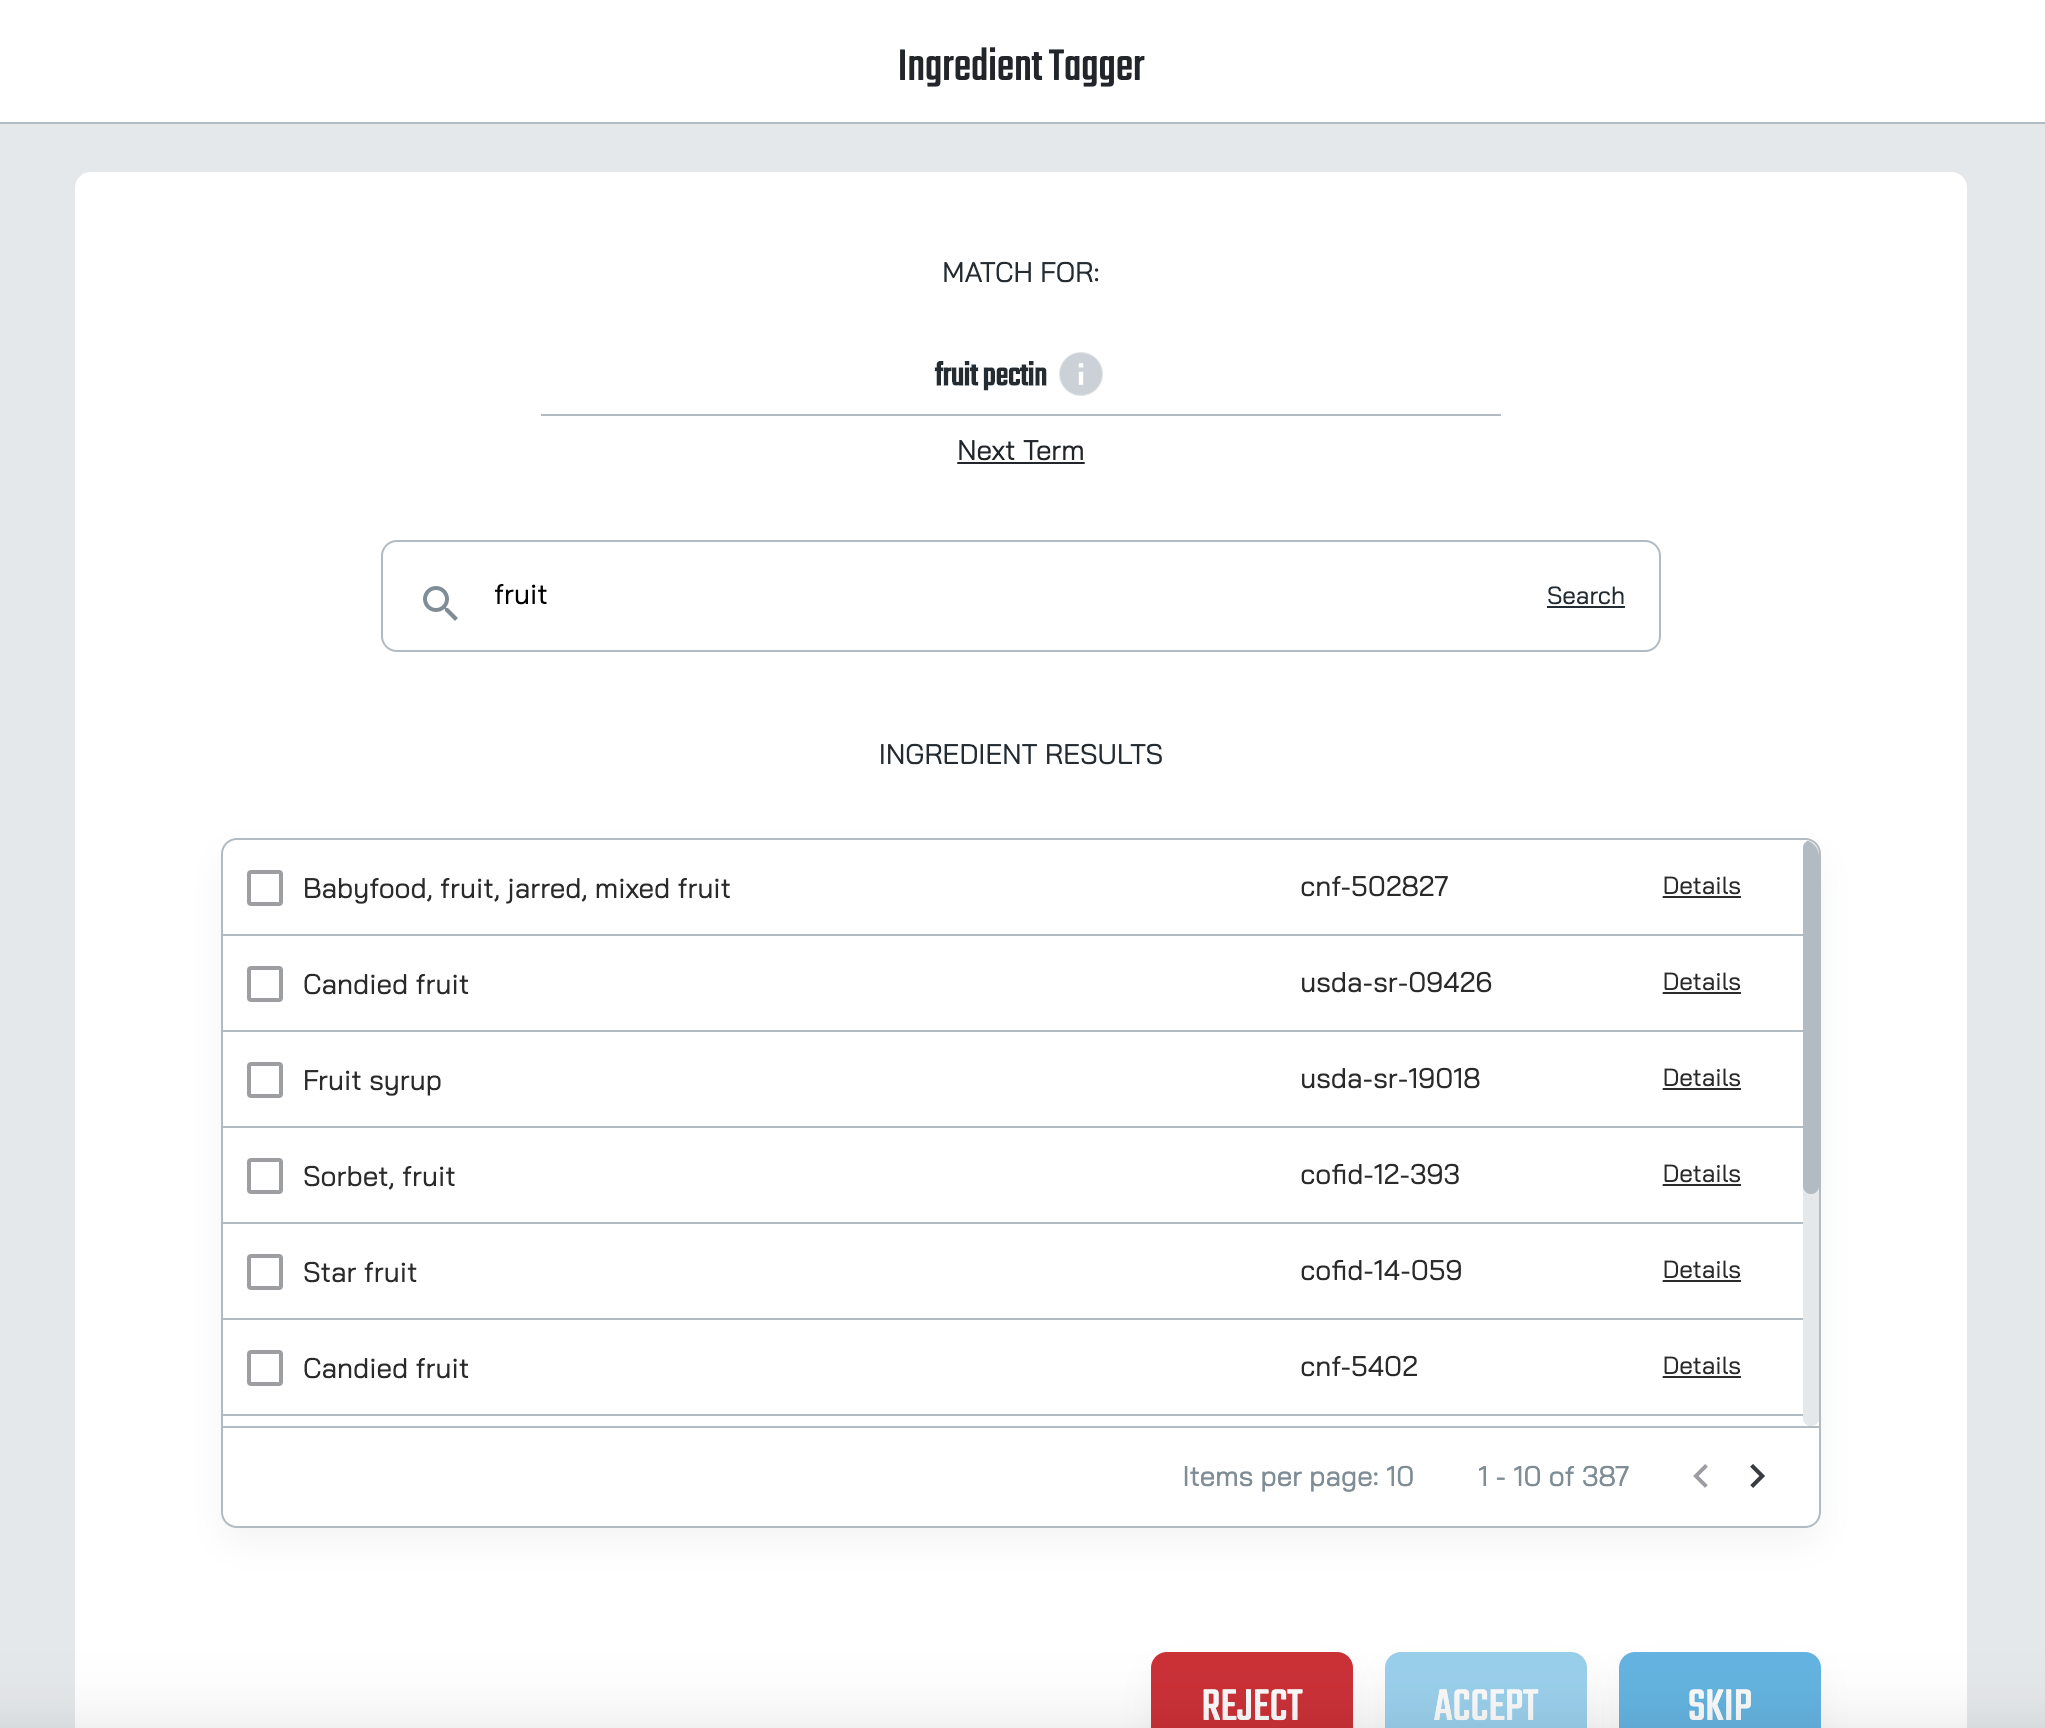 Ingredient Tagger
MATCH FOR:
fruit pectin i
Next Term
fruit Search
INGREDIENT RESULTS
Babyfood, fruit, jarred, mixed fruit cnf-502827 Details
Candied fruit usda-sr-09426 Details
Fruit syrup usda-sr-19018 Details
Sorbet, fruit cofid-12-393 Details
Star fruit cofid-14-059 Details
Candied fruit cnf-5402 Details
Items per page: 10 1 - 10 of 387
REJECT ACCEPT SKIP